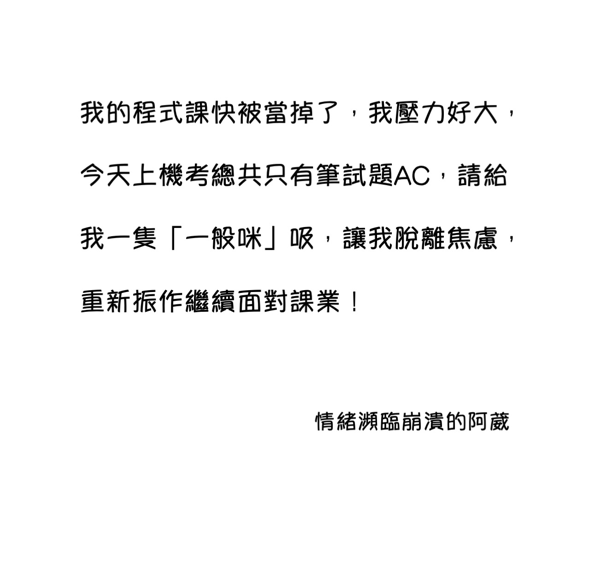 我的程式課快被當掉了，我壓力好大，
今天上機考總共只有筆試題AC，請給
我一隻「一般咪」吸，讓我脫離焦慮，
重新振作繼續面對課業！
情緒瀕臨崩潰的阿葳